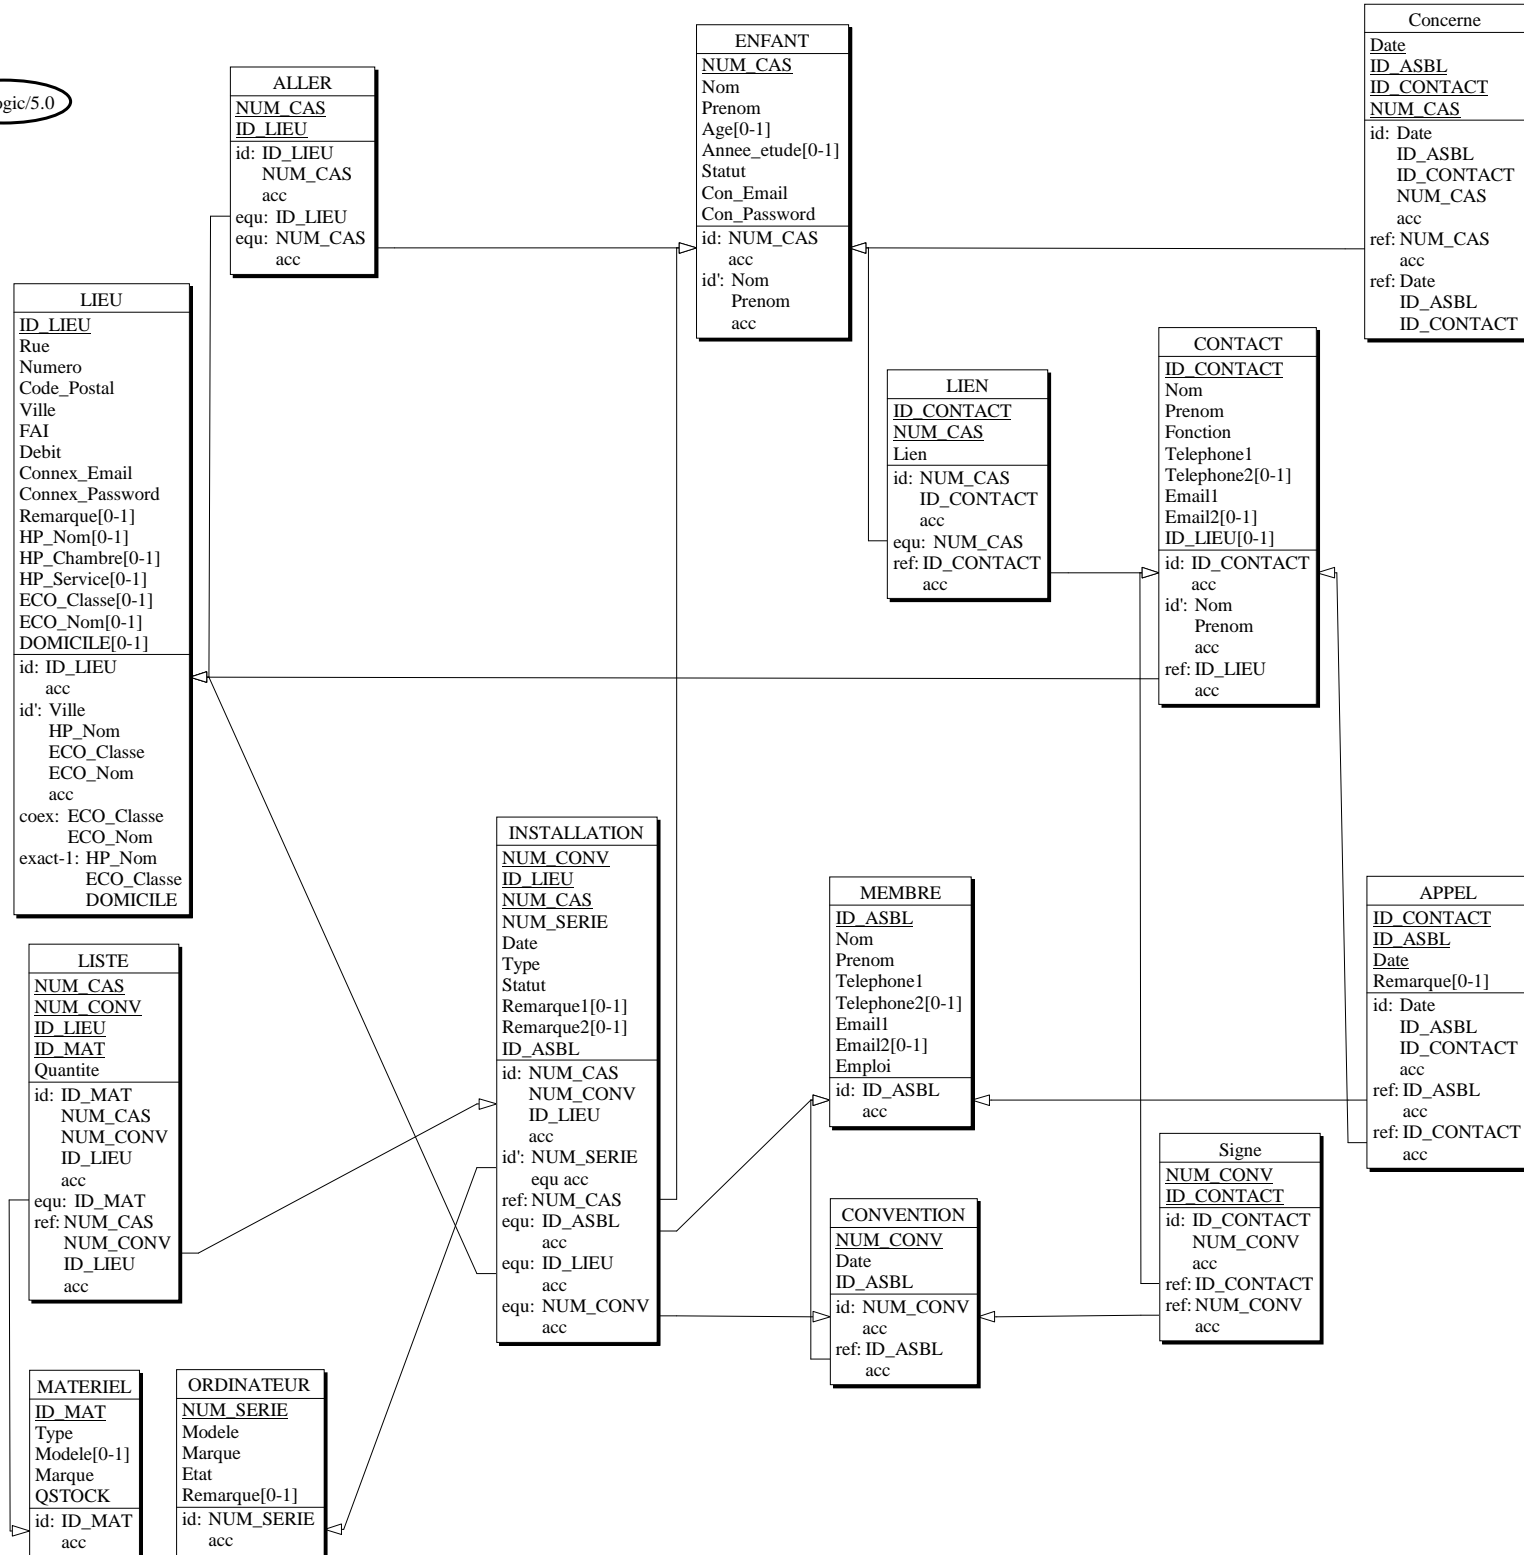 ogic/5.0
ALLER
NUM_CAS
ID_LIEU
id: ID_LIEU
NUM_CAS
acc
equ: ID_LIEU
equ: NUM_CAS
acc
ENFANT
NUM_CAS
Nom
Prenom
Age[0-1]
Annee_etude[0-1]
Statut
Con_Email
Con_Password
id: NUM_CAS
acc
id': Nom
Prenom
acc
Concerne
Date
ID_ASBL
ID_CONTACT
NUM_CAS
id: Date
ID_ASBL
ID_CONTACT
NUM_CAS
acc
ref: NUM_CAS
acc
ref: Date
ID_ASBL
ID_CONTACT
LIEU
ID_LIEU
Rue
Numero
Code_Postal
Ville
FAI
Debit
Connex_Email
Connex_Password
Remarque[0-1]
HP_Nom[0-1]
HP_Chambre[0-1]
HP_Service[0-1]
ECO_Classe[0-1]
ECO_Nom[0-1]
DOMICILE[0-1]
id: ID_LIEU
acc
id': Ville
HP_Nom
ECO_Classe
ECO_Nom
acc
coex: ECO_Classe
ECO_Nom
exact-1: HP_Nom
ECO_Classe
DOMICILE
LIEN
ID_CONTACT
NUM_CAS
Lien
id: NUM_CAS
ID_CONTACT
acc
equ: NUM_CAS
ref: ID_CONTACT
acc
CONTACT
ID_CONTACT
Nom
Prenom
Fonction
Telephone1
Telephone2[0-1]
Email1
Email2[0-1]
ID_LIEU[0-1]
id: ID_CONTACT
acc
id': Nom
Prenom
acc
ref: ID_LIEU
acc
LISTE
NUM_CAS
NUM_CONV
ID_LIEU
ID_MAT
Quantite
id: ID_MAT
NUM_CAS
NUM_CONV
ID_LIEU
acc
equ: ID_MAT
ref: NUM_CAS
NUM_CONV
ID_LIEU
acc
INSTALLATION
NUM_CONV
ID_LIEU
NUM_CAS
NUM_SERIE
Date
Type
Statut
Remarque1[0-1]
Remarque2[0-1]
ID_ASBL
id: NUM_CAS
NUM_CONV
ID_LIEU
acc
id': NUM_SERIE
equ acc
ref: NUM_CAS
equ: ID_ASBL
acc
equ: ID_LIEU
acc
equ: NUM_CONV
acc
MEMBRE
ID_ASBL
Nom
Prenom
Telephone1
Telephone2[0-1]
Email1
Email2[0-1]
Emploi
id: ID_ASBL
acc
APPEL
ID_CONTACT
ID_ASBL
Date
Remarque[0-1]
id: Date
ID_ASBL
ID_CONTACT
acc
ref: ID_ASBL
acc
ref: ID_CONTACT
acc
Signe
NUM_CONV
ID_CONTACT
id: ID_CONTACT
NUM_CONV
acc
ref: ID_CONTACT
ref: NUM_CONV
acc
CONVENTION
NUM_CONV
Date
ID_ASBL
id: NUM_CONV
acc
ref: ID_ASBL
acc
MATERIEL
ID_MAT
Type
Modele[0-1]
Marque
QSTOCK
id: ID_MAT
acc
ORDINATEUR
NUM_SERIE
Modele
Marque
Etat
Remarque[0-1]
id: NUM_SERIE
acc